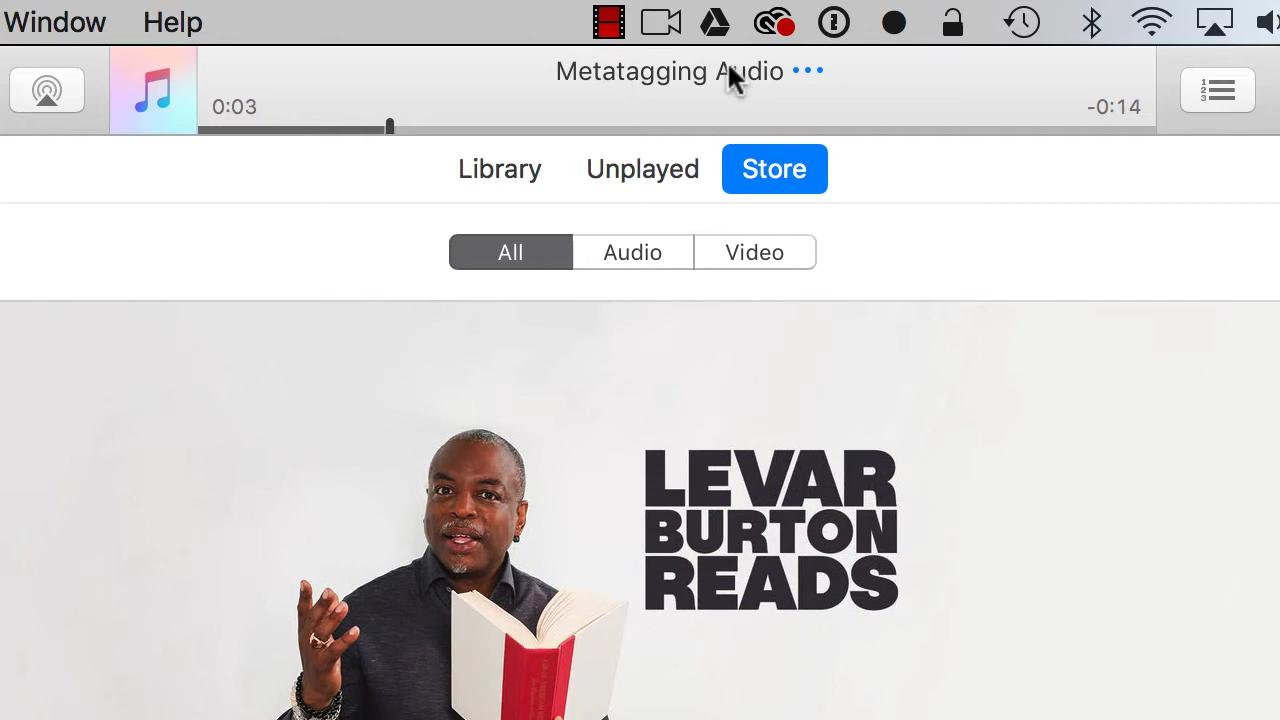 Window Help
Metatagging Audio •••
0:03 -0:14
Library Unplayed Store
All Audio Video
LEVAR
BURTON
READS